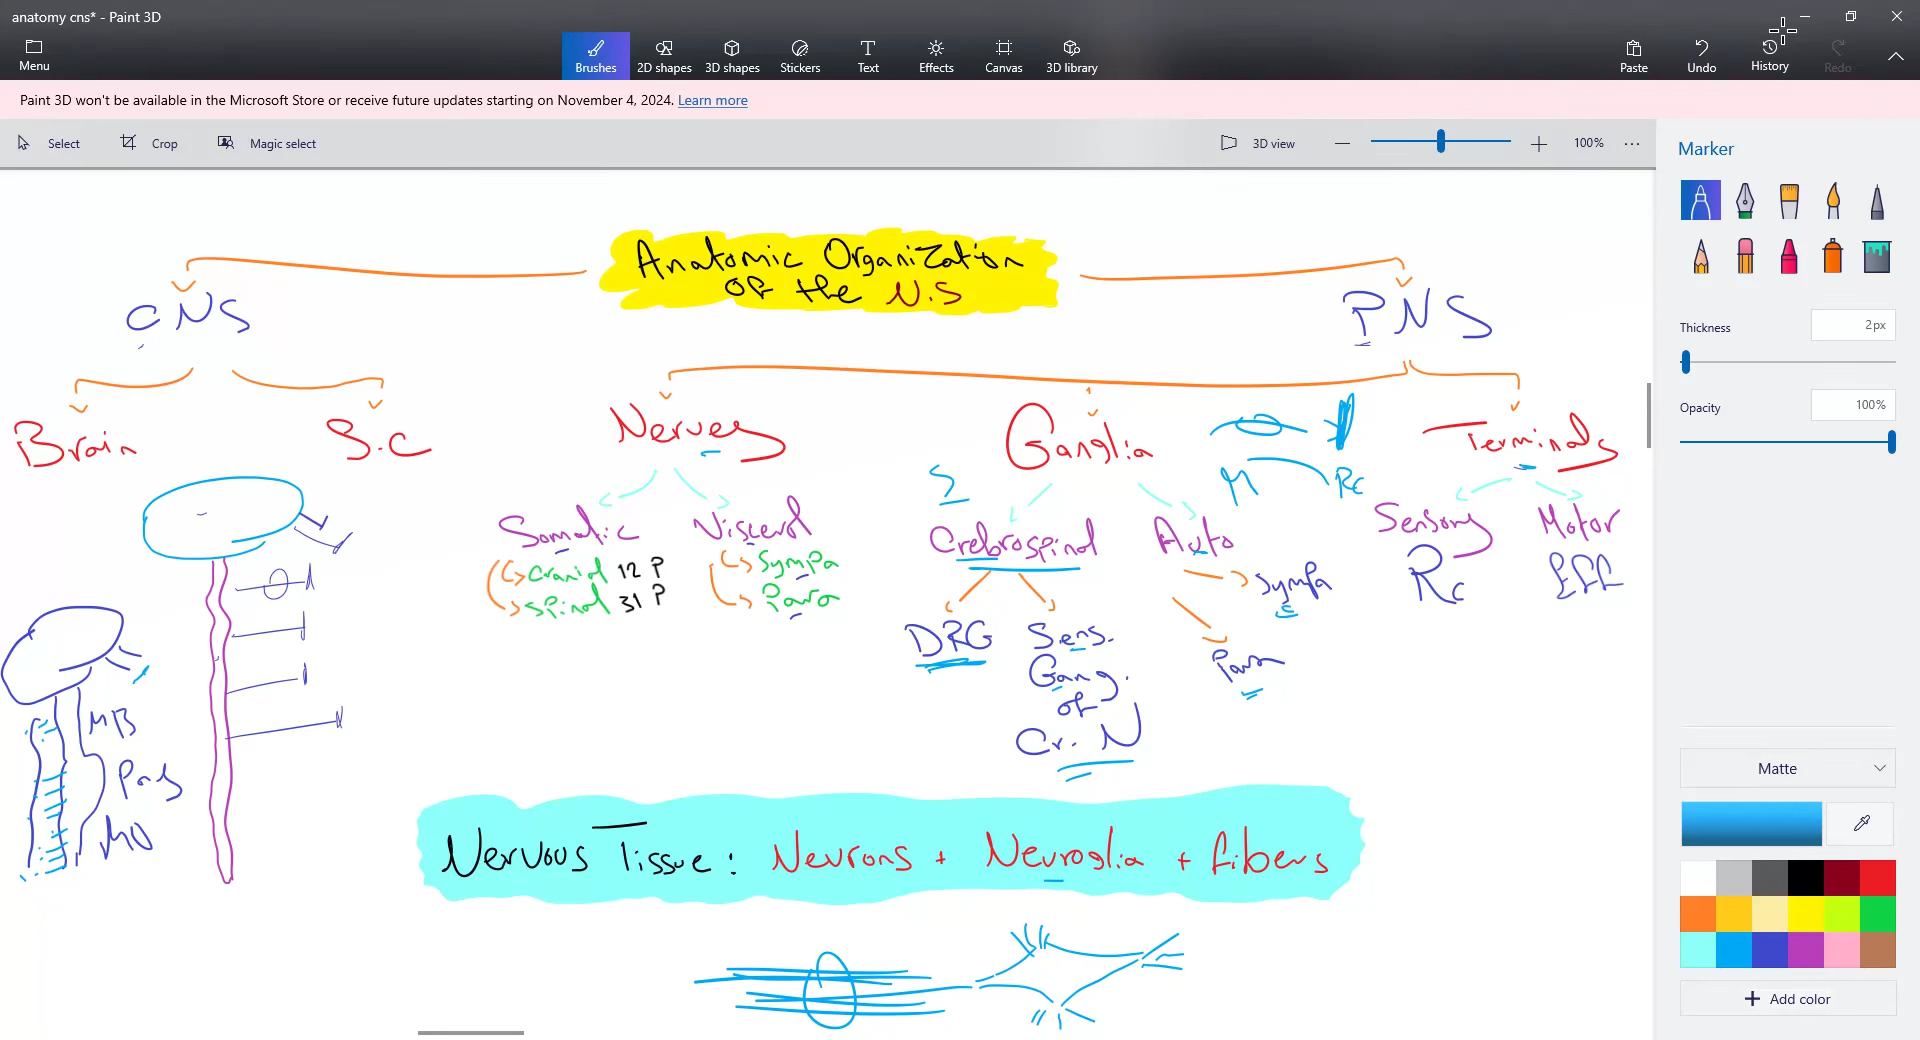 anatomy cns* - Paint 3D
Menu
Brushes
2D shapes
3D shapes
Stickers
Text
Effects
Canvas
3D library
Paste
Undo
History
Redo
Paint 3D won't be available in the Microsoft Store or receive future updates starting on November 4, 2024. Learn more
Select
Crop
Magic select
3D view
100%
Marker
Thickness
2px
Opacity
100%
Matte
Add color
Anatomic Organization
of the N.S
CNS
PNS
Brain
S.C
Nerves
Ganglia
Terminals
M
Rc
S
Somatic
Visceral
Crebrospinal
Auto
Sensory
Motor
Cranial 12 P
Spinal 31 P
Sympa
Para
DRG
Sens.
Gang.
of
Cr. N
Sympa
Para
Rc
Eff
MB
Pons
MO
Nervous Tissue: Neurons + Neuroglia + fibers